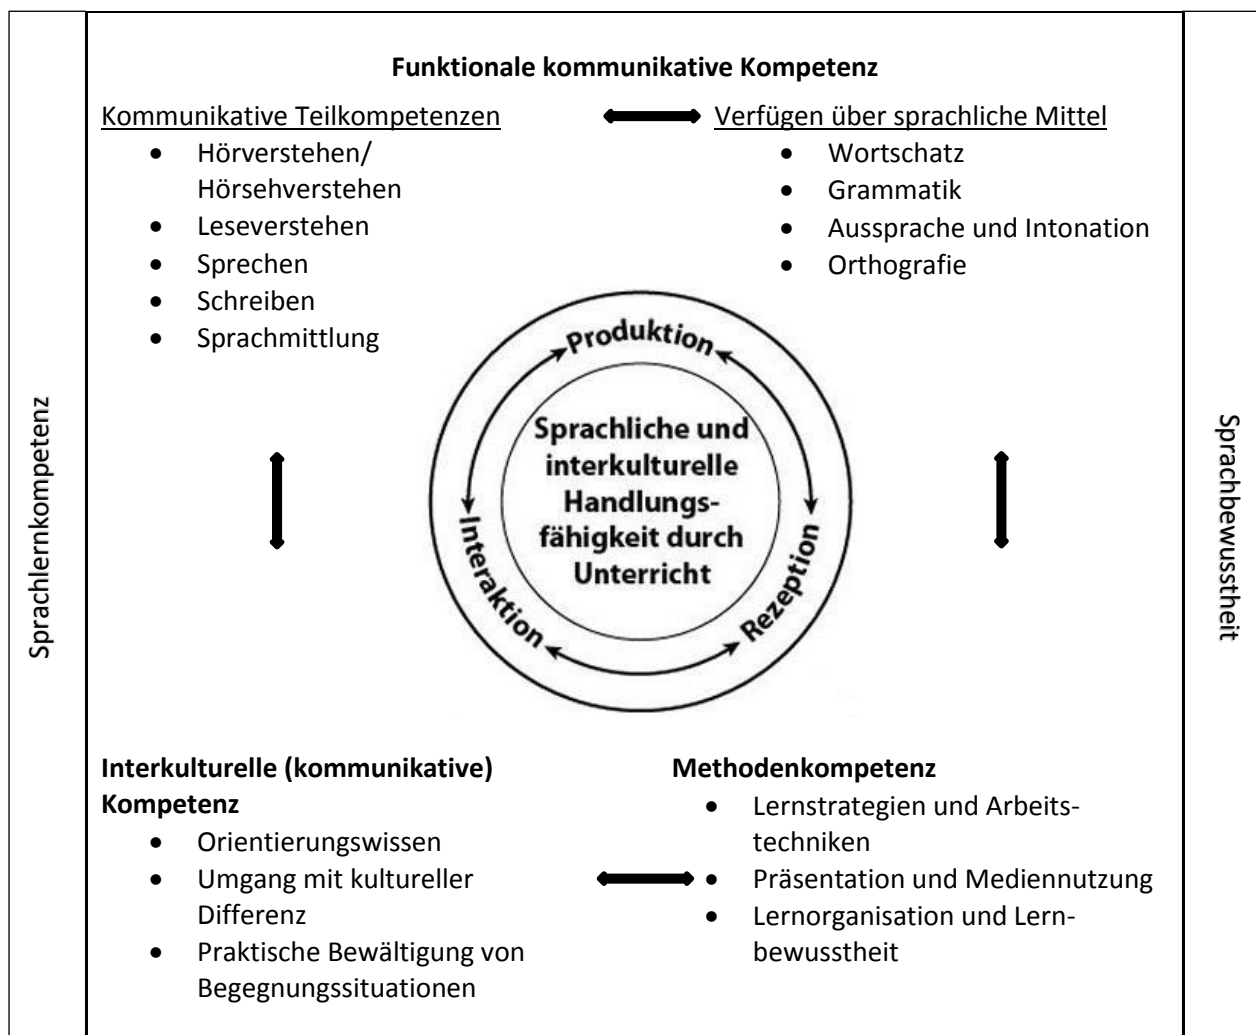 Funktionale kommunikative Kompetenz
Kommunikative Teilkompetenzen
• Hörverstehen/
Hörsehverstehen
• Leseverstehen
• Sprechen
• Schreiben
• Sprachmittlung
Verfügen über sprachliche Mittel
• Wortschatz
• Grammatik
• Aussprache und Intonation
• Orthografie
Sprachlernkompetenz
Produktion
Sprachliche und
interkulturelle
Handlungs-
fähigkeit durch
Unterricht
Interaktion
Rezeption
Sprachbewusstheit
Interkulturelle (kommunikative)
Kompetenz
• Orientierungswissen
• Umgang mit kultureller
Differenz
• Praktische Bewältigung von
Begegnungssituationen
Methodenkompetenz
• Lernstrategien und Arbeits-
techniken
• Präsentation und Mediennutzung
• Lernorganisation und Lern-
bewusstheit